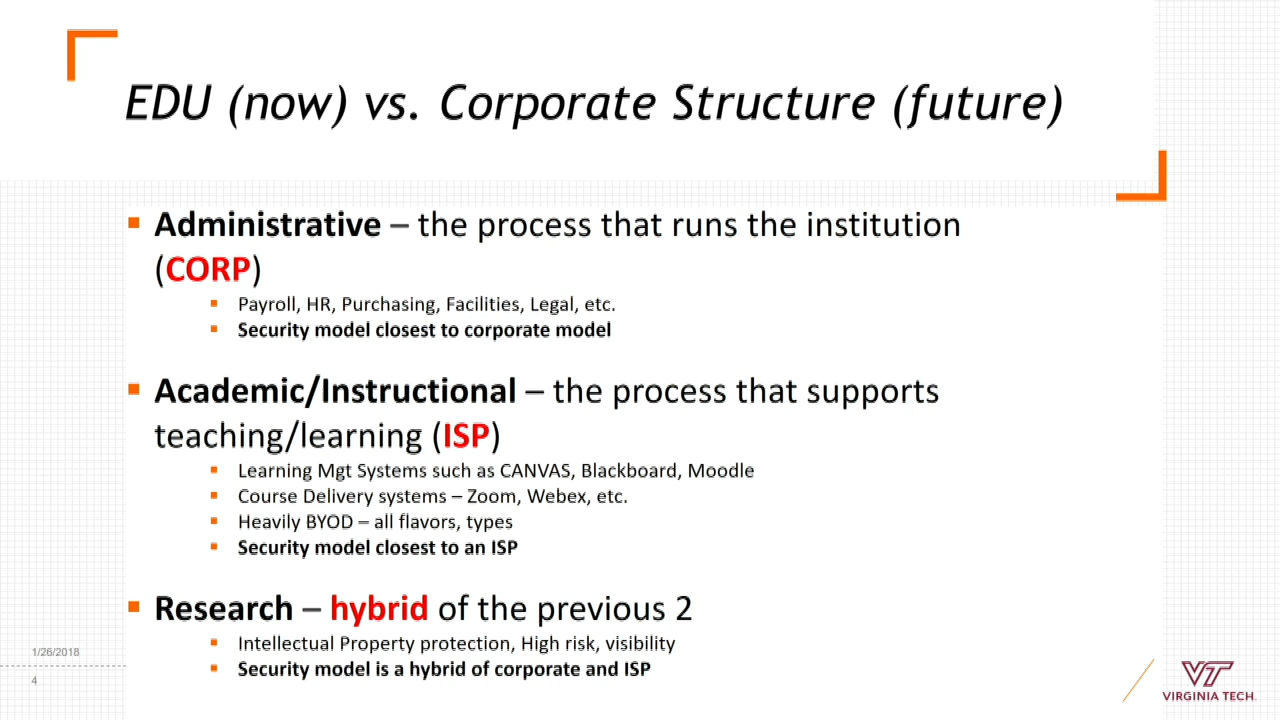 EDU (now) vs. Corporate Structure (future)
Administrative – the process that runs the institution
(CORP)
Payroll, HR, Purchasing, Facilities, Legal, etc.
Security model closest to corporate model
Academic/Instructional – the process that supports
teaching/learning (ISP)
Learning Mgt Systems such as CANVAS, Blackboard, Moodle
Course Delivery systems – Zoom, Webex, etc.
Heavily BYOD – all flavors, types
Security model closest to an ISP
Research – hybrid of the previous 2
Intellectual Property protection, High risk, visibility
Security model is a hybrid of corporate and ISP
1/26/2018
4
VT
VIRGINIA TECH